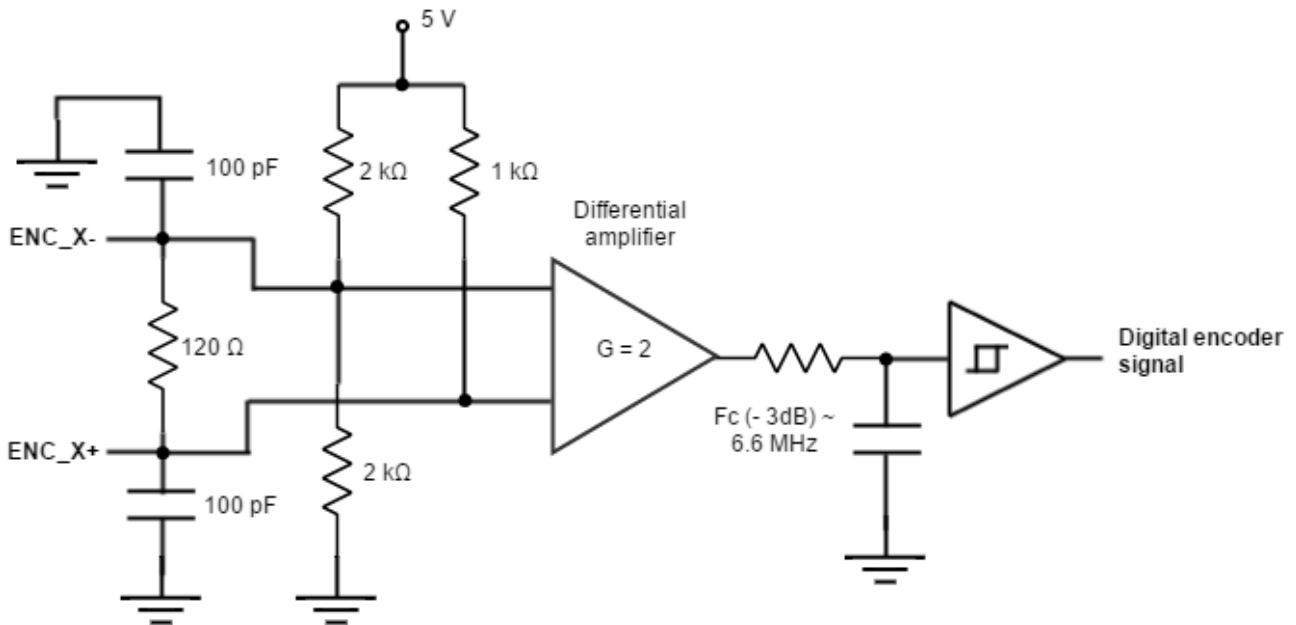 5 V
100 pF
2 kΩ
1 kΩ
Differential
amplifier
ENC_X-
120 Ω
G = 2
Digital encoder
signal
Fc (- 3dB) ~
6.6 MHz
ENC_X+
2 kΩ
100 pF